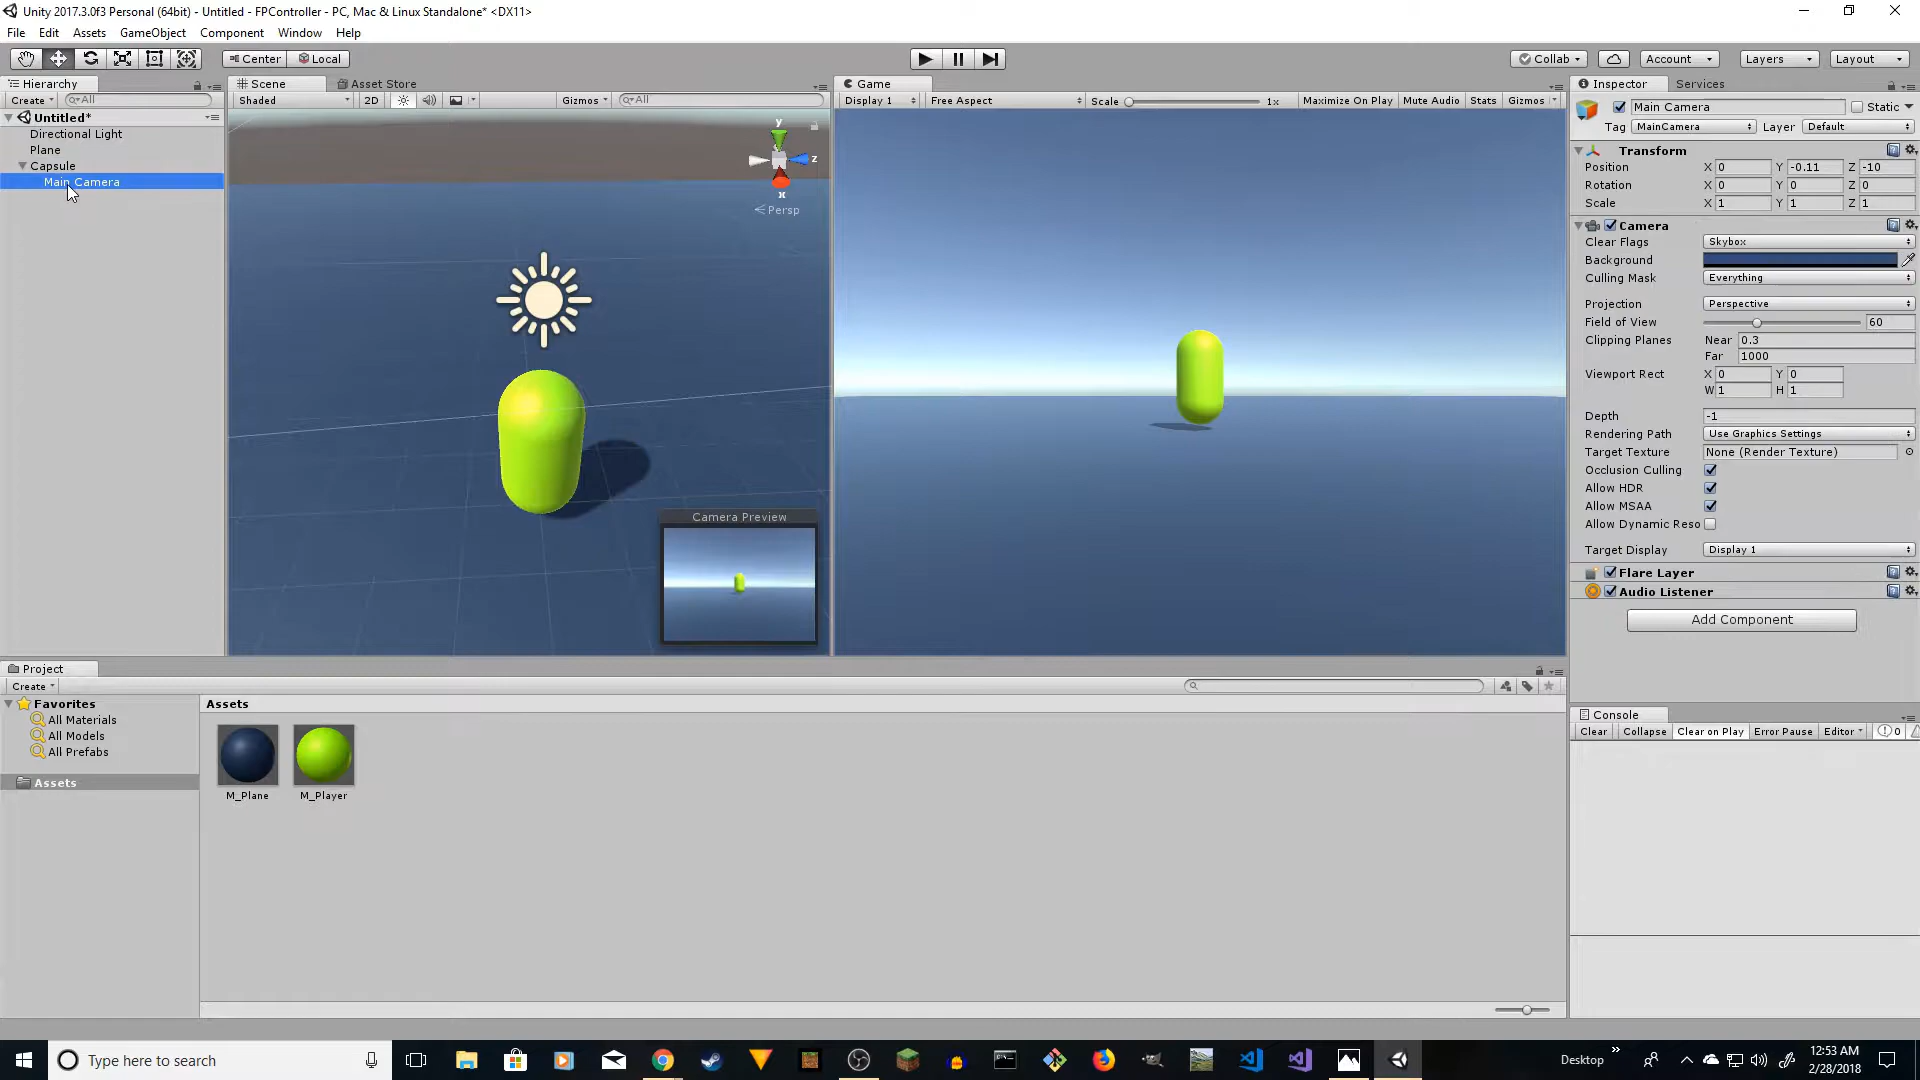 Unity 2017.3.0f3 Personal (64bit) - Untitled - FPController - PC, Mac & Linux Standalone* <DX11>
File Edit Assets GameObject Component Window Help
Center Local Collab Account Layers Layout
Hierarchy
Create All
Untitled*
Directional Light
Plane
Capsule
Main Camera
Scene Asset Store
Shaded 2D Gizmos All
y
z
x
Persp
Camera Preview
Game
Display 1 Free Aspect Scale 1x Maximize On Play Mute Audio Stats Gizmos
Inspector Services
Main Camera Static
Tag MainCamera Layer Default
Transform
Position X 0 Y -0.11 Z -10
Rotation X 0 Y 0 Z 0
Scale X 1 Y 1 Z 1
Camera
Clear Flags Skybox
Background
Culling Mask Everything
Projection Perspective
Field of View 60
Clipping Planes Near 0.3
Far 1000
Viewport Rect X 0 Y 0
W 1 H 1
Depth -1
Rendering Path Use Graphics Settings
Target Texture None (Render Texture)
Occlusion Culling
Allow HDR
Allow MSAA
Allow Dynamic Reso
Target Display Display 1
Flare Layer
Audio Listener
Add Component
Project
Create
Favorites
All Materials
All Models
All Prefabs
Assets
Assets
M_Plane M_Player
Console
Clear Collapse Clear on Play Error Pause Editor 0
Type here to search
Desktop
12:53 AM
2/28/2018